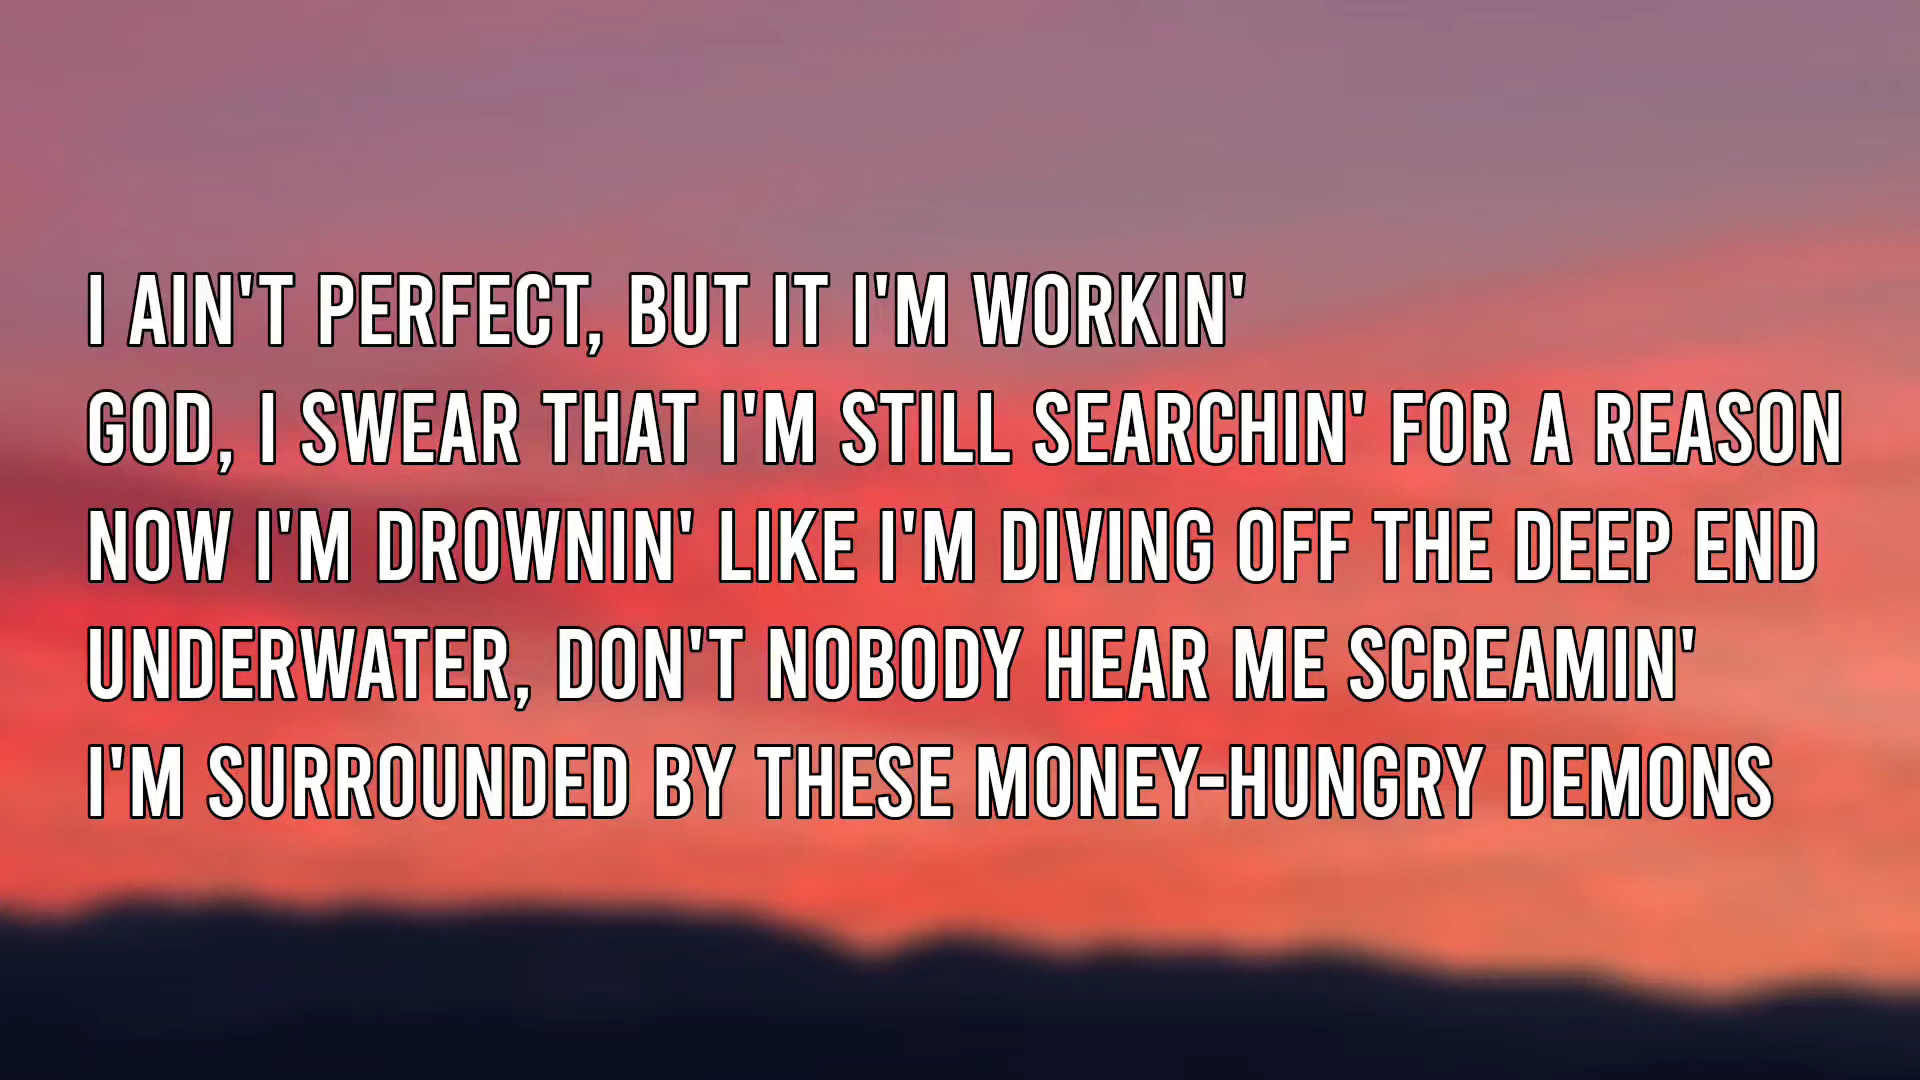 I AIN'T PERFECT, BUT IT I'M WORKIN'
GOD, I SWEAR THAT I'M STILL SEARCHIN' FOR A REASON
NOW I'M DROWNIN' LIKE I'M DIVING OFF THE DEEP END
UNDERWATER, DON'T NOBODY HEAR ME SCREAMIN'
I'M SURROUNDED BY THESE MONEY-HUNGRY DEMONS